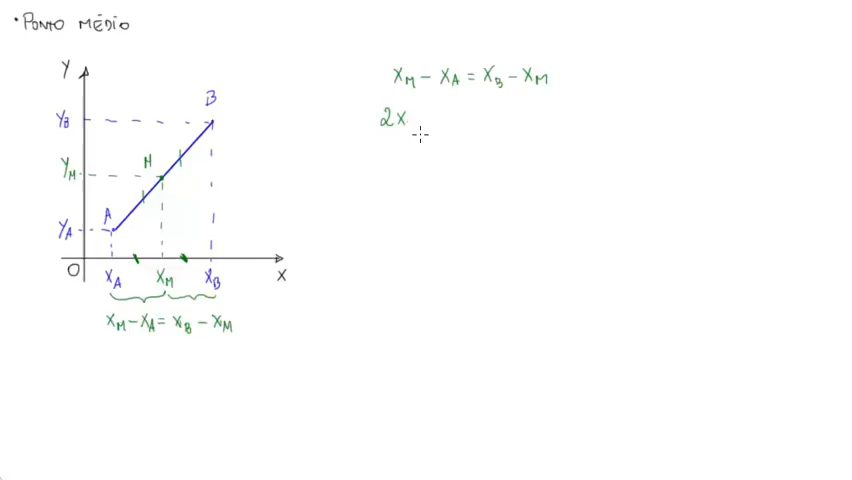 • PONTO MÉDIO
Y
X_M - X_A = X_B - X_M
B
Y_B
2X
M
Y_M
A
Y_A
O
X_A X_M X_B X
X_M - X_A = X_B - X_M